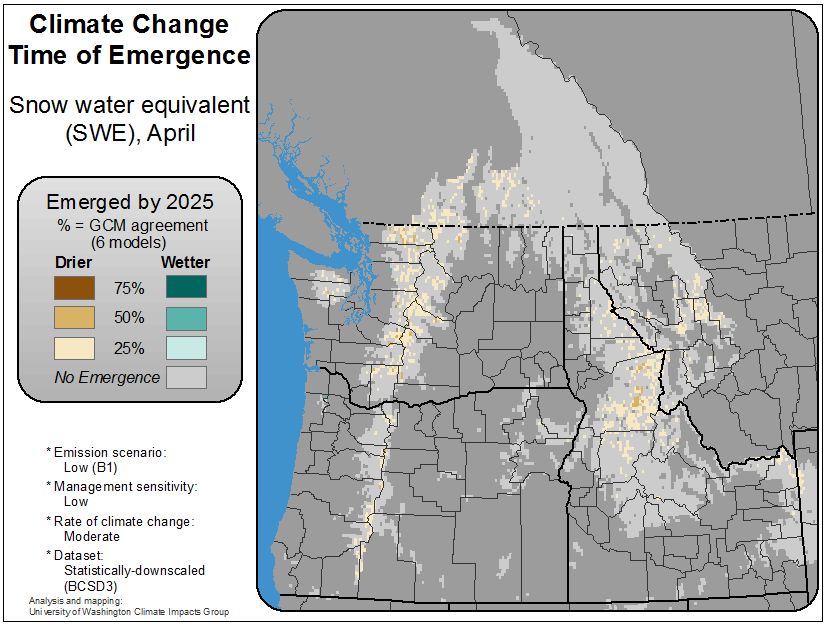 Climate Change
Time of Emergence
Snow water equivalent
(SWE), April
Emerged by 2025
% = GCM agreement
(6 models)
Drier Wetter
75%
50%
25%
No Emergence
* Emission scenario:
Low (B1)
* Management sensitivity:
Low
* Rate of climate change:
Moderate
* Dataset:
Statistically-downscaled
(BCSD3)
Analysis and mapping:
University of Washington Climate Impacts Group